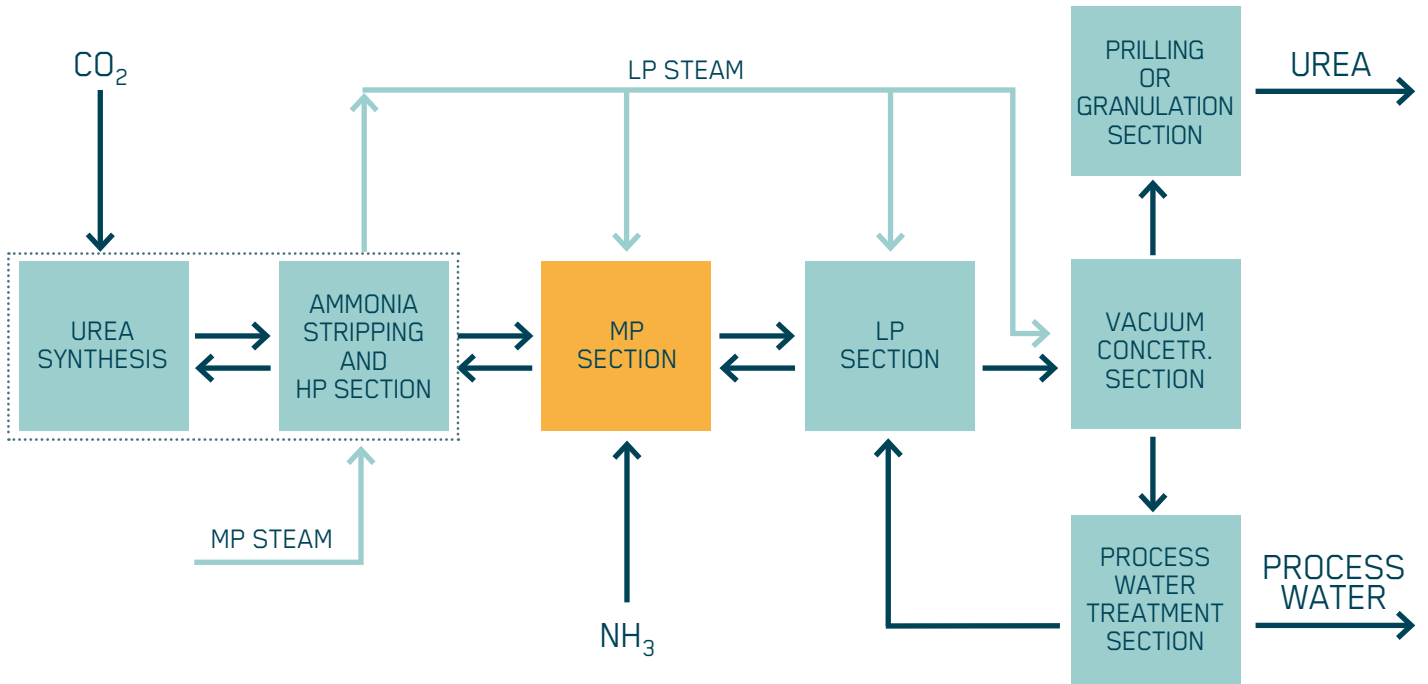 CO₂
LP STEAM
PRILLING
OR
GRANULATION
SECTION
UREA
UREA
SYNTHESIS
AMMONIA
STRIPPING
AND
HP SECTION
MP
SECTION
LP
SECTION
VACUUM
CONCETR.
SECTION
MP STEAM
NH₃
PROCESS
WATER
TREATMENT
SECTION
PROCESS
WATER